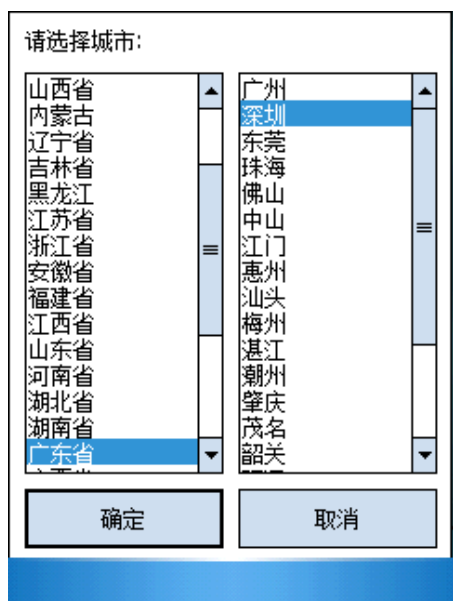 请选择城市:
山西省
内蒙古
辽宁省
吉林省
黑龙江
江苏省
浙江省
安徽省
福建省
江西省
山东省
河南省
湖北省
湖南省
广东省
广州
深圳
东莞
珠海
佛山
中山
江门
惠州
汕头
梅州
湛江
潮州
肇庆
茂名
韶关
确定
取消